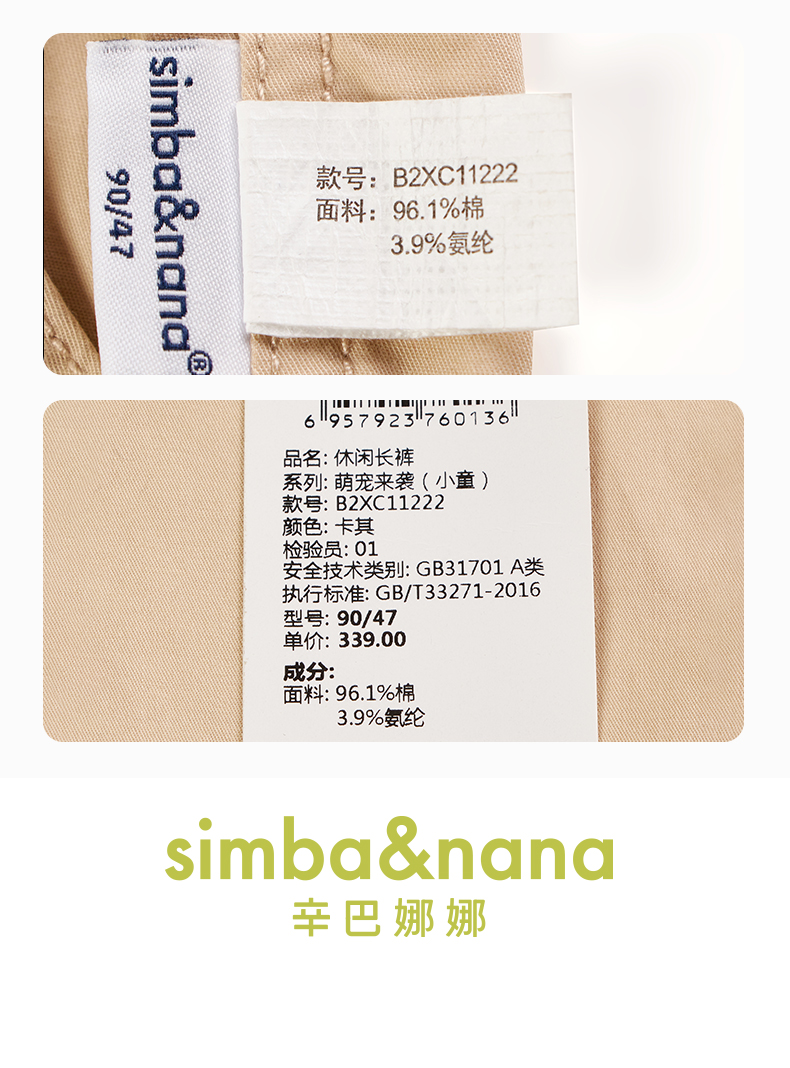 simba&nana®
90/47
款号：B2XC11222
面料：96.1%棉
3.9%氨纶
6 957923 760136
品名: 休闲长裤
系列: 萌宠来袭 ( 小童 )
款号: B2XC11222
颜色: 卡其
检验员: 01
安全技术类别: GB31701 A类
执行标准: GB/T33271-2016
型号: 90/47
单价: 339.00
成分:
面料: 96.1%棉
3.9%氨纶
simba&nana
辛巴娜娜